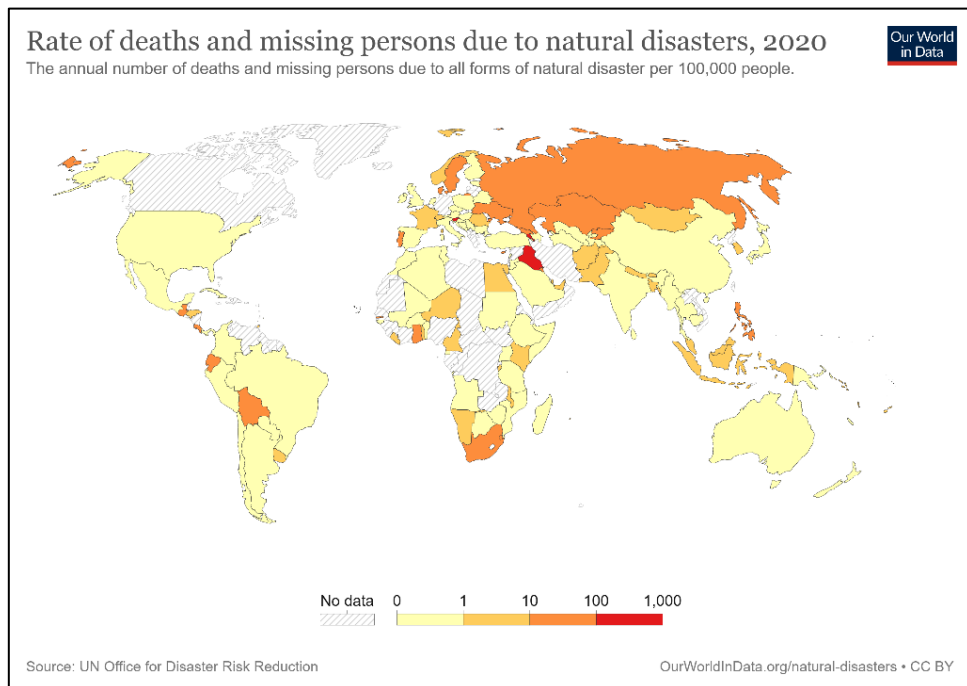 Rate of deaths and missing persons due to natural disasters, 2020
Our World
in Data
The annual number of deaths and missing persons due to all forms of natural disaster per 100,000 people.
No data 0 1 10 100 1,000
Source: UN Office for Disaster Risk Reduction
OurWorldInData.org/natural-disasters • CC BY